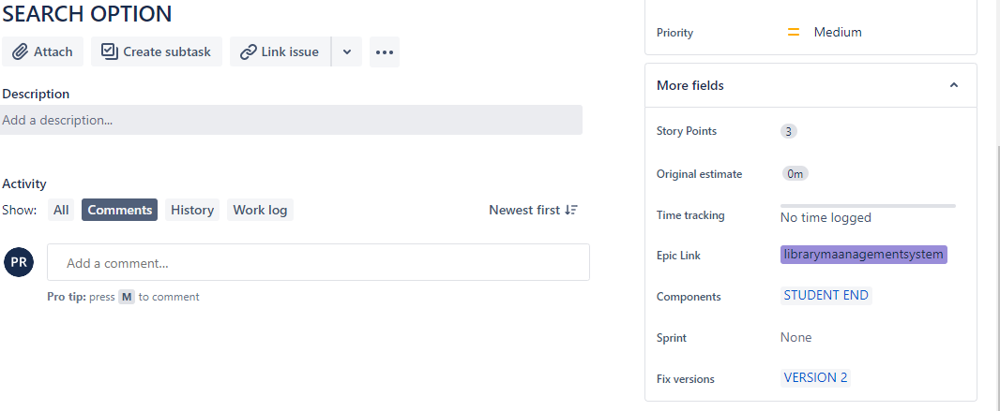 SEARCH OPTION
Attach
Create subtask
Link issue
Description
Add a description...
Activity
Show:
All
Comments
History
Work log
Newest first
PR
Add a comment...
Pro tip: press M to comment
Priority
Medium
More fields
Story Points
3
Original estimate
0m
Time tracking
No time logged
Epic Link
librarymaanagementsystem
Components
STUDENT END
Sprint
None
Fix versions
VERSION 2